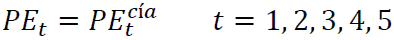 PE_t = PE_t^{cía} t = 1, 2, 3, 4, 5